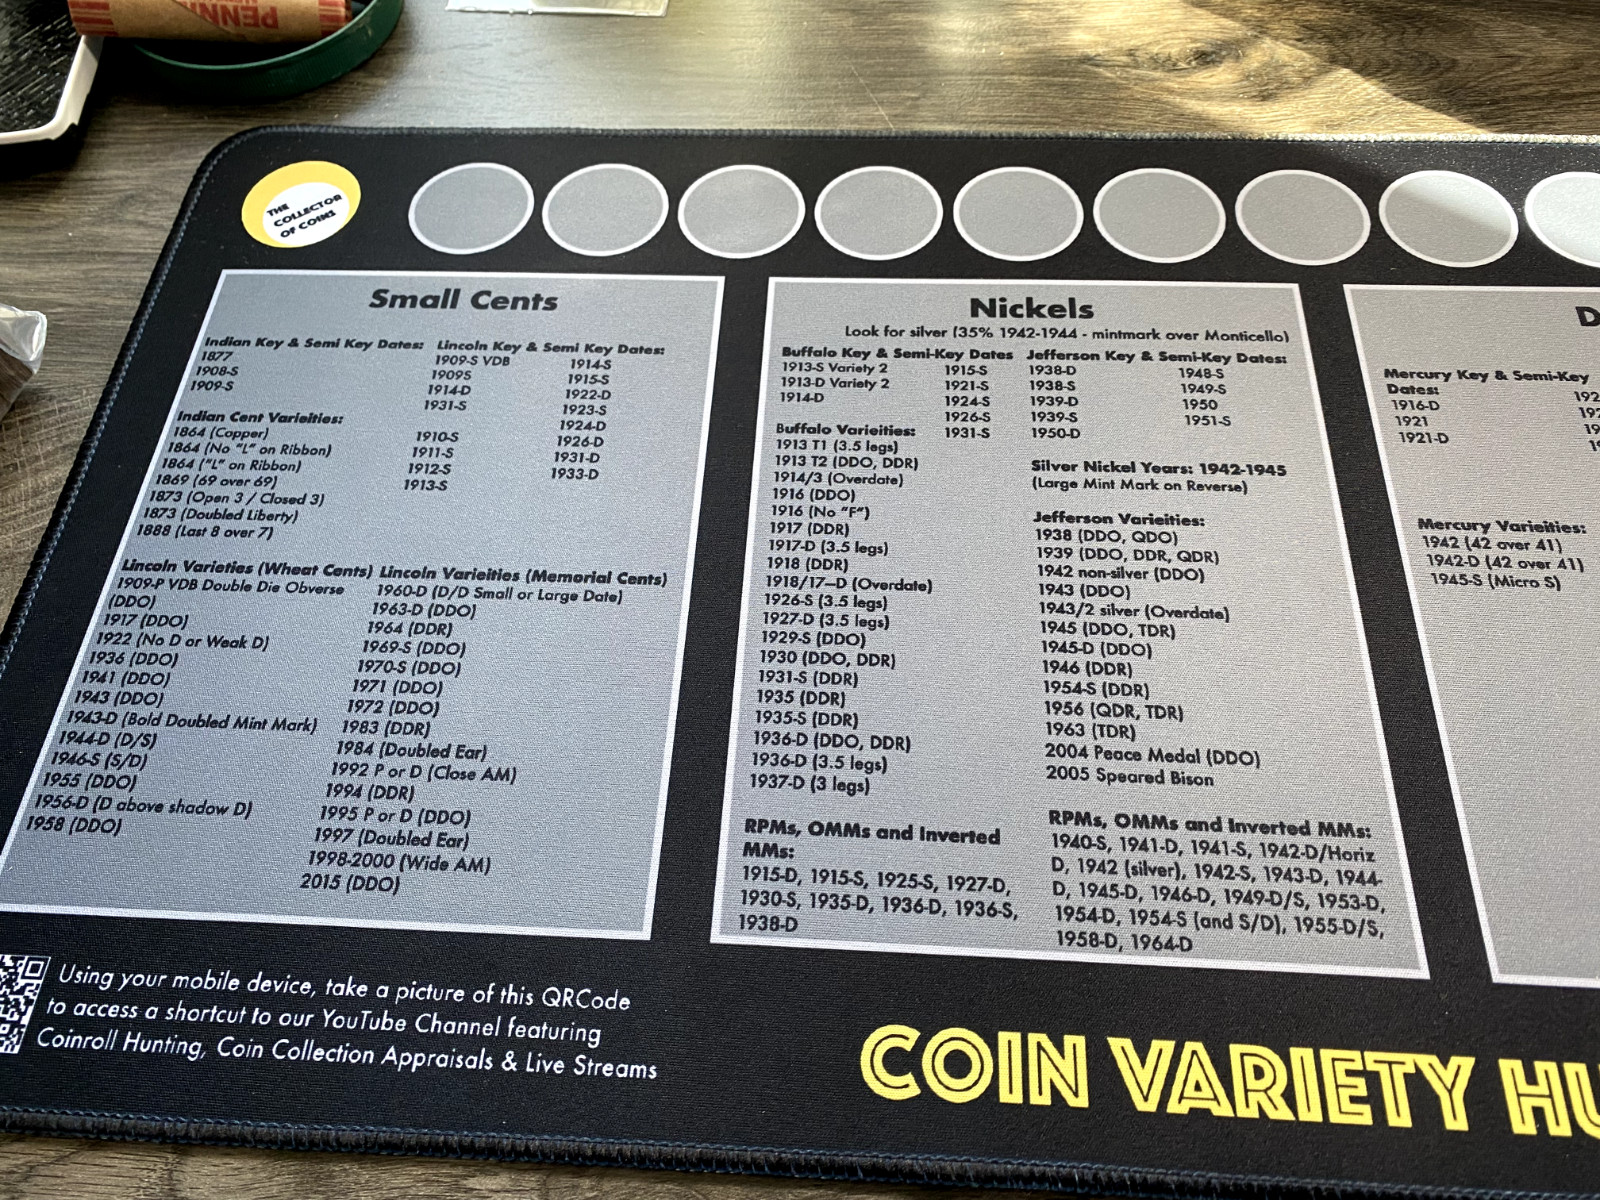 PENN
THE
COLLECTOR
OF COINS
Small Cents
Indian Key & Semi Key Dates:
1877
1908-S
1909-S
Indian Cent Varieities:
1864 (Copper)
1864 (No "L" on Ribbon)
1864 ("L" on Ribbon)
1869 (69 over 69)
1873 (Open 3 / Closed 3)
1873 (Doubled Liberty)
1888 (Last 8 over 7)
Lincoln Key & Semi Key Dates:
1909-S VDB
1909S
1914-D
1931-S
1910-S
1911-S
1912-S
1913-S
1914-S
1915-S
1922-D
1923-S
1924-D
1926-D
1931-D
1933-D
Lincoln Varieties (Wheat Cents)
1909-P VDB Double Die Obverse
(DDO)
1917 (DDO)
1922 (No D or Weak D)
1936 (DDO)
1941 (DDO)
1943 (DDO)
1943-D (Bold Doubled Mint Mark)
1944-D (D/S)
1946-S (S/D)
1955 (DDO)
1956-D (D above shadow D)
1958 (DDO)
Lincoln Varieities (Memorial Cents)
1960-D (D/D Small or Large Date)
1963-D (DDO)
1964 (DDR)
1969-S (DDO)
1970-S (DDO)
1971 (DDO)
1972 (DDO)
1983 (DDR)
1984 (Doubled Ear)
1992 P or D (Close AM)
1994 (DDR)
1995 P or D (DDO)
1997 (Doubled Ear)
1998-2000 (Wide AM)
2015 (DDO)
Nickels
Look for silver (35% 1942-1944 - mintmark over Monticello)
Buffalo Key & Semi-Key Dates
1913-S Variety 2
1913-D Variety 2
1914-D
1915-S
1921-S
1924-S
1926-S
1931-S
Buffalo Varieities:
1913 T1 (3.5 legs)
1913 T2 (DDO, DDR)
1914/3 (Overdate)
1916 (DDO)
1916 (No "F")
1917 (DDR)
1917-D (3.5 legs)
1918 (DDR)
1918/17–D (Overdate)
1926-S (3.5 legs)
1927-D (3.5 legs)
1929-S (DDO)
1930 (DDO, DDR)
1931-S (DDR)
1935 (DDR)
1935-S (DDR)
1936-D (DDO, DDR)
1936-D (3.5 legs)
1937-D (3 legs)
RPMs, OMMs and Inverted
MMs:
1915-D, 1915-S, 1925-S, 1927-D,
1930-S, 1935-D, 1936-D, 1936-S,
1938-D
Jefferson Key & Semi-Key Dates:
1938-D
1938-S
1939-D
1939-S
1950-D
1948-S
1949-S
1950
1951-S
Silver Nickel Years: 1942-1945
(Large Mint Mark on Reverse)
Jefferson Varieities:
1938 (DDO, QDO)
1939 (DDO, DDR, QDR)
1942 non-silver (DDO)
1943 (DDO)
1943/2 silver (Overdate)
1945 (DDO, TDR)
1945-D (DDO)
1946 (DDR)
1954-S (DDR)
1956 (QDR, TDR)
1963 (TDR)
2004 Peace Medal (DDO)
2005 Speared Bison
RPMs, OMMs and Inverted MMs:
1940-S, 1941-D, 1941-S, 1942-D/Horiz
D, 1942 (silver), 1942-S, 1943-D, 1944-
D, 1945-D, 1946-D, 1949-D/S, 1953-D,
1954-D, 1954-S (and S/D), 1955-D/S,
1958-D, 1964-D
D
Mercury Key & Semi-Key
Dates:
1916-D
1921
1921-D
192
192
19
Mercury Varieities:
1942 (42 over 41)
1942-D (42 over 41)
1945-S (Micro S)
Using your mobile device, take a picture of this QRCode
to access a shortcut to our YouTube Channel featuring
Coinroll Hunting, Coin Collection Appraisals & Live Streams
COIN VARIETY HU